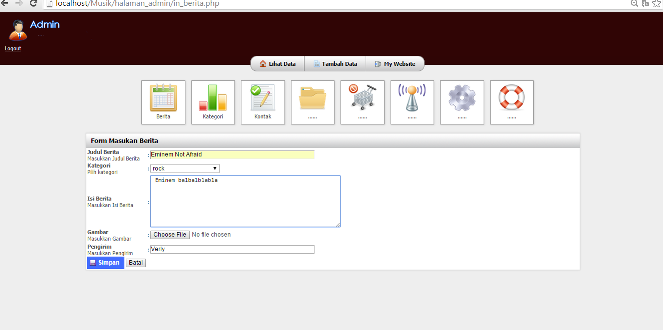 localhost/Musik/halaman_admin/in_berita.php
Admin
Logout
Lihat Data Tambah Data My Website
Berita Kategori Kontak ...... ...... ...... ...... ......
Form Masukan Berita
Judul Berita
Masukkan Judul Berita : Eminem Not Afraid
Kategori
Pilih kategori : rock
Eminem balbalblabla
Isi Berita
Masukkan Isi Berita :
Gambar
Masukkan Gambar : Choose File No file chosen
Pengirim
Masukkan Pengirim : Verly
Simpan Batal